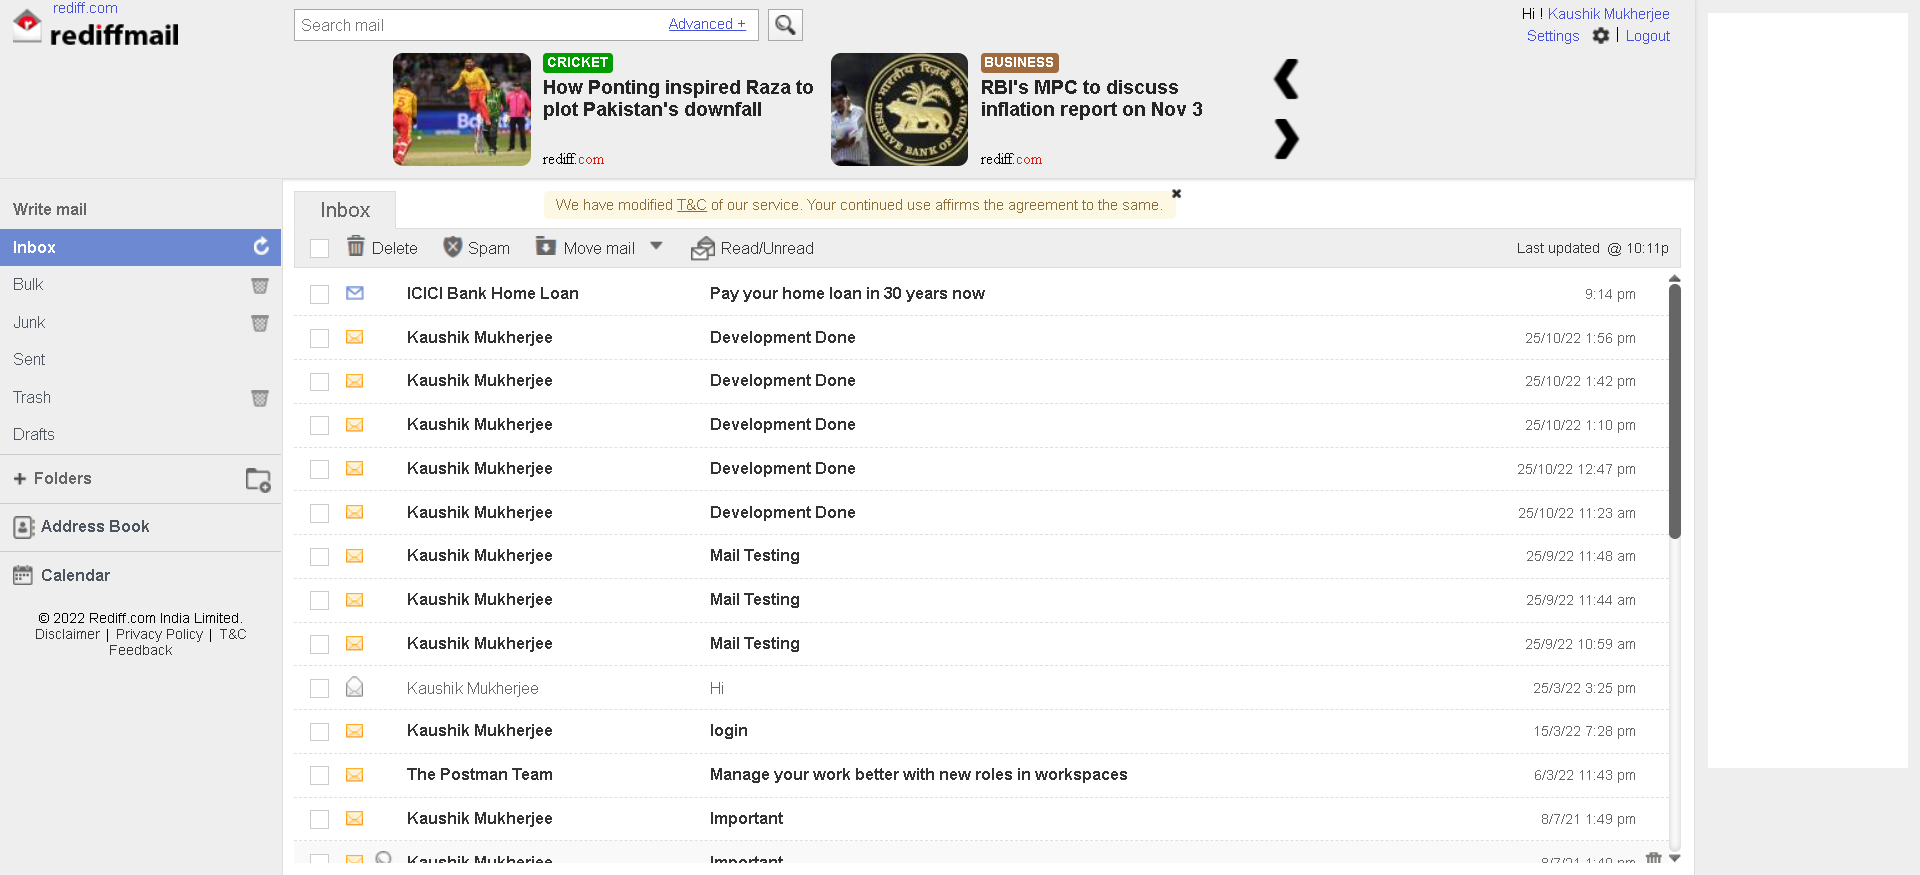 rediff.com
rediffmail
Search mail Advanced +
Hi ! Kaushik Mukherjee
Settings | Logout
CRICKET
How Ponting inspired Raza to
plot Pakistan's downfall
rediff.com
BUSINESS
RBI's MPC to discuss
inflation report on Nov 3
rediff.com
Write mail
Inbox
Bulk
Junk
Sent
Trash
Drafts
+ Folders
Address Book
Calendar
© 2022 Rediff.com India Limited.
Disclaimer | Privacy Policy | T&C
Feedback
Inbox
We have modified T&C of our service. Your continued use affirms the agreement to the same.
Delete Spam Move mail Read/Unread Last updated @ 10:11p
ICICI Bank Home Loan Pay your home loan in 30 years now 9:14 pm
Kaushik Mukherjee Development Done 25/10/22 1:56 pm
Kaushik Mukherjee Development Done 25/10/22 1:42 pm
Kaushik Mukherjee Development Done 25/10/22 1:10 pm
Kaushik Mukherjee Development Done 25/10/22 12:47 pm
Kaushik Mukherjee Development Done 25/10/22 11:23 am
Kaushik Mukherjee Mail Testing 25/9/22 11:48 am
Kaushik Mukherjee Mail Testing 25/9/22 11:44 am
Kaushik Mukherjee Mail Testing 25/9/22 10:59 am
Kaushik Mukherjee Hi 25/3/22 3:25 pm
Kaushik Mukherjee login 15/3/22 7:28 pm
The Postman Team Manage your work better with new roles in workspaces 6/3/22 11:43 pm
Kaushik Mukherjee Important 8/7/21 1:49 pm
Kaushik Mukherjee Important 8/7/21 1:49 pm